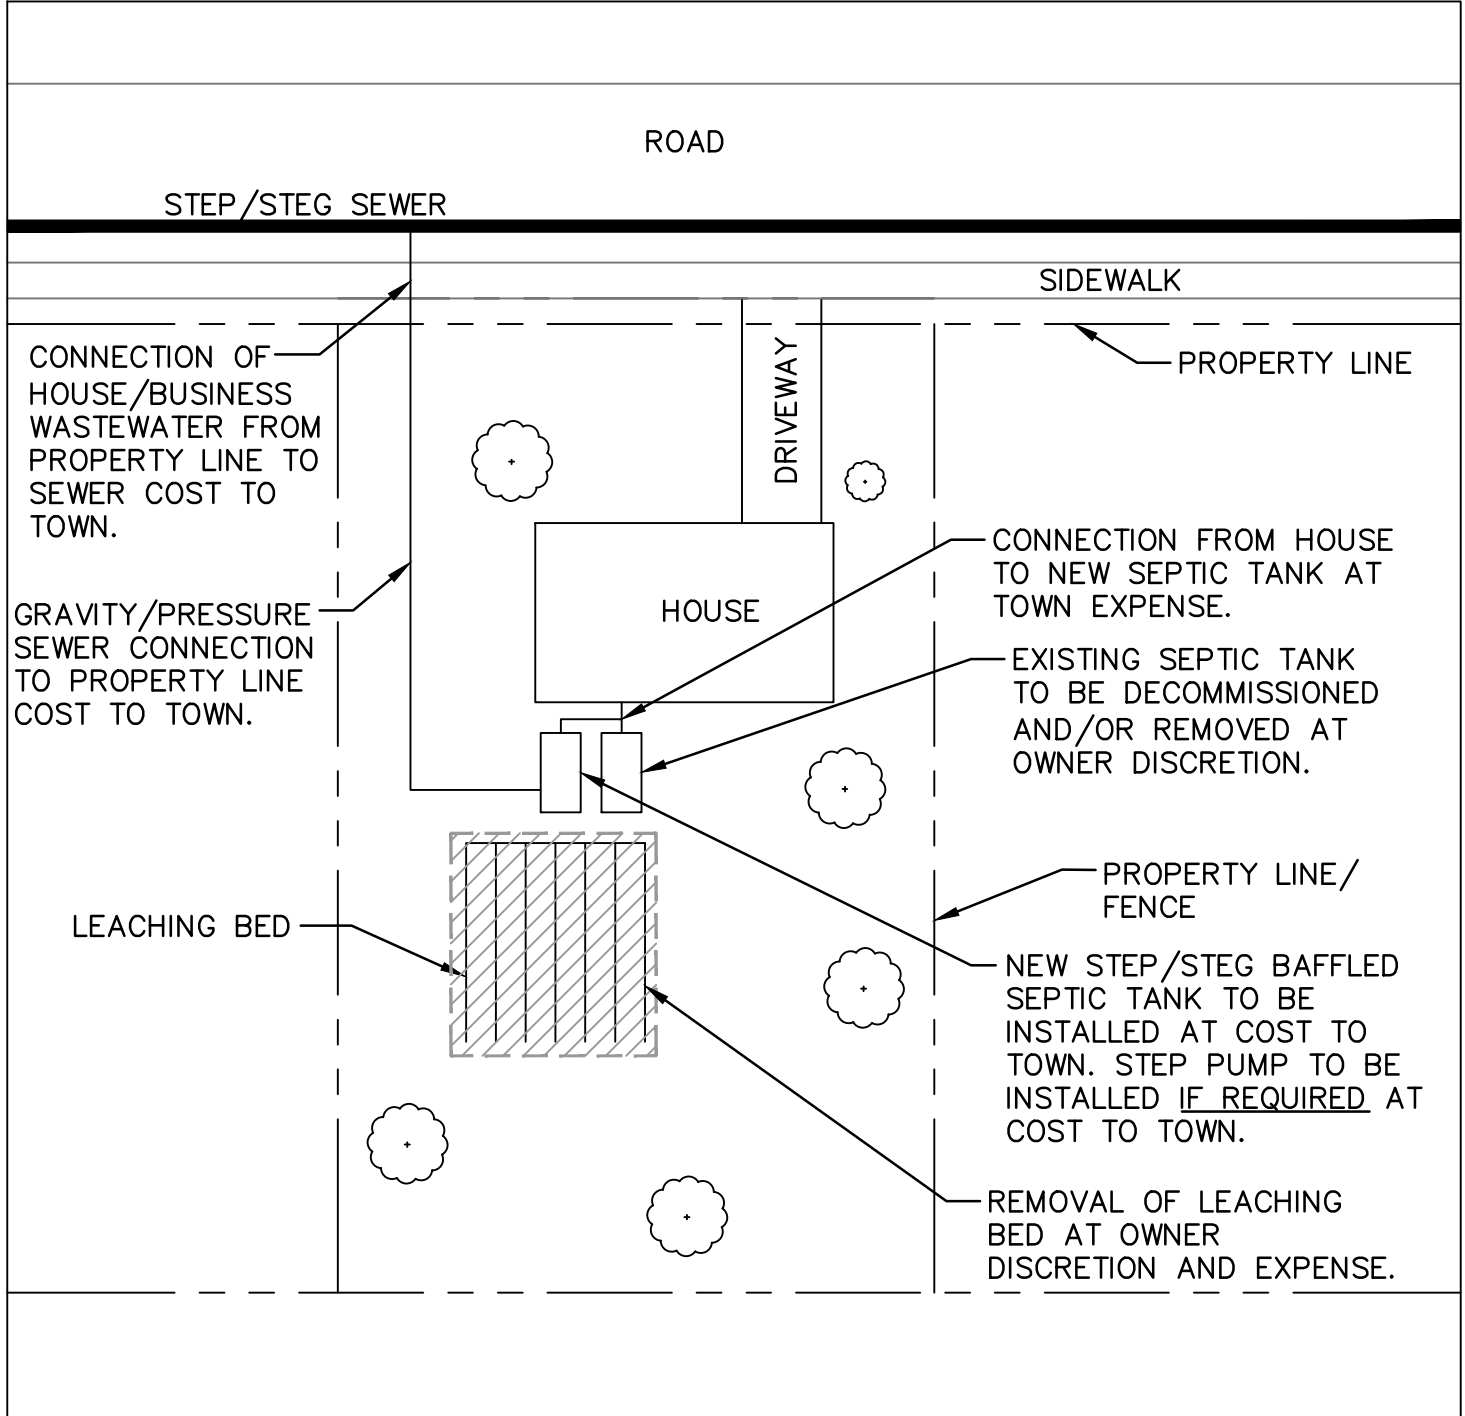 ROAD
STEP/STEG SEWER
SIDEWALK
CONNECTION OF
HOUSE/BUSINESS
WASTEWATER FROM
PROPERTY LINE TO
SEWER COST TO
TOWN.
PROPERTY LINE
DRIVEWAY
GRAVITY/PRESSURE
SEWER CONNECTION
TO PROPERTY LINE
COST TO TOWN.
HOUSE
CONNECTION FROM HOUSE
TO NEW SEPTIC TANK AT
TOWN EXPENSE.
EXISTING SEPTIC TANK
TO BE DECOMMISSIONED
AND/OR REMOVED AT
OWNER DISCRETION.
LEACHING BED
PROPERTY LINE/
FENCE
NEW STEP/STEG BAFFLED
SEPTIC TANK TO BE
INSTALLED AT COST TO
TOWN. STEP PUMP TO BE
INSTALLED IF REQUIRED AT
COST TO TOWN.
REMOVAL OF LEACHING
BED AT OWNER
DISCRETION AND EXPENSE.